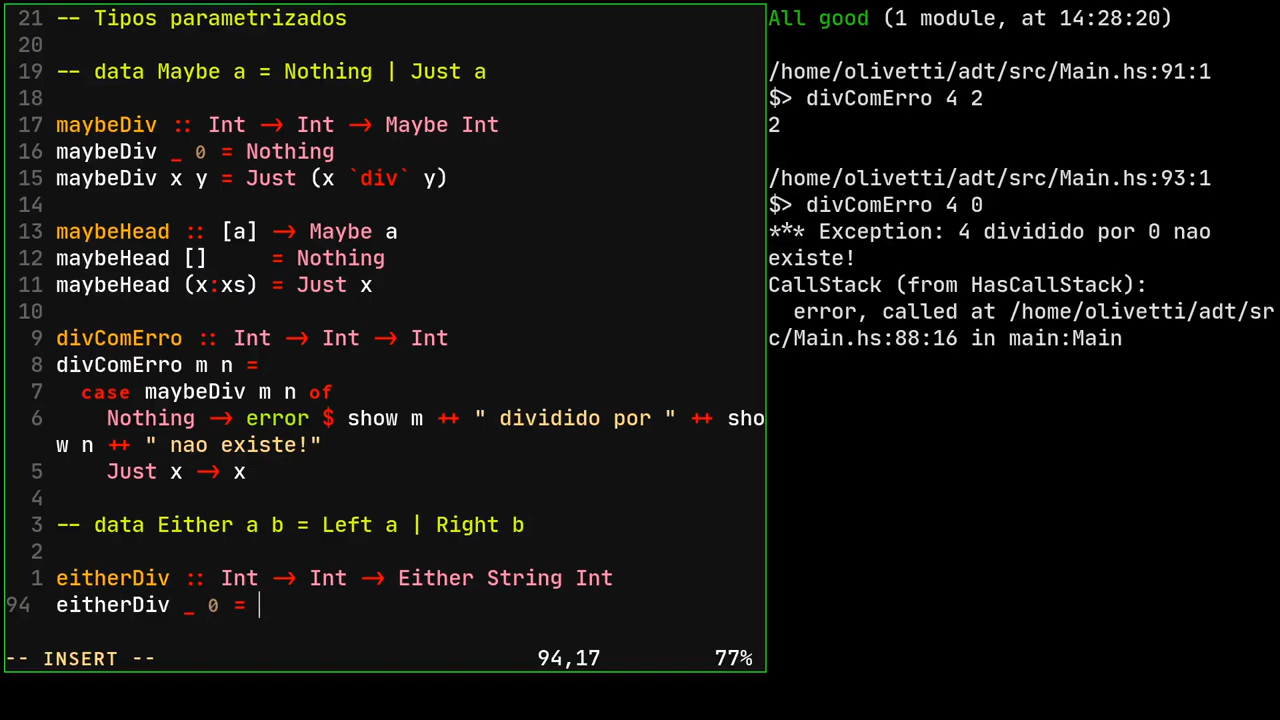 21 -- Tipos parametrizados
20
19 -- data Maybe a = Nothing | Just a
18
17 maybeDiv :: Int -> Int -> Maybe Int
16 maybeDiv _ 0 = Nothing
15 maybeDiv x y = Just (x `div` y)
14
13 maybeHead :: [a] -> Maybe a
12 maybeHead []     = Nothing
11 maybeHead (x:xs) = Just x
10
9 divComErro :: Int -> Int -> Int
8 divComErro m n =
7   case maybeDiv m n of
6     Nothing -> error $ show m ++ " dividido por " ++ sho
w n ++ " nao existe!"
5     Just x -> x
4
3 -- data Either a b = Left a | Right b
2
1 eitherDiv :: Int -> Int -> Either String Int
94 eitherDiv _ 0 =
-- INSERT -- 94,17 77%
All good (1 module, at 14:28:20)
/home/olivetti/adt/src/Main.hs:91:1
$> divComErro 4 2
2
/home/olivetti/adt/src/Main.hs:93:1
$> divComErro 4 0
*** Exception: 4 dividido por 0 nao
existe!
CallStack (from HasCallStack):
  error, called at /home/olivetti/adt/sr
c/Main.hs:88:16 in main:Main